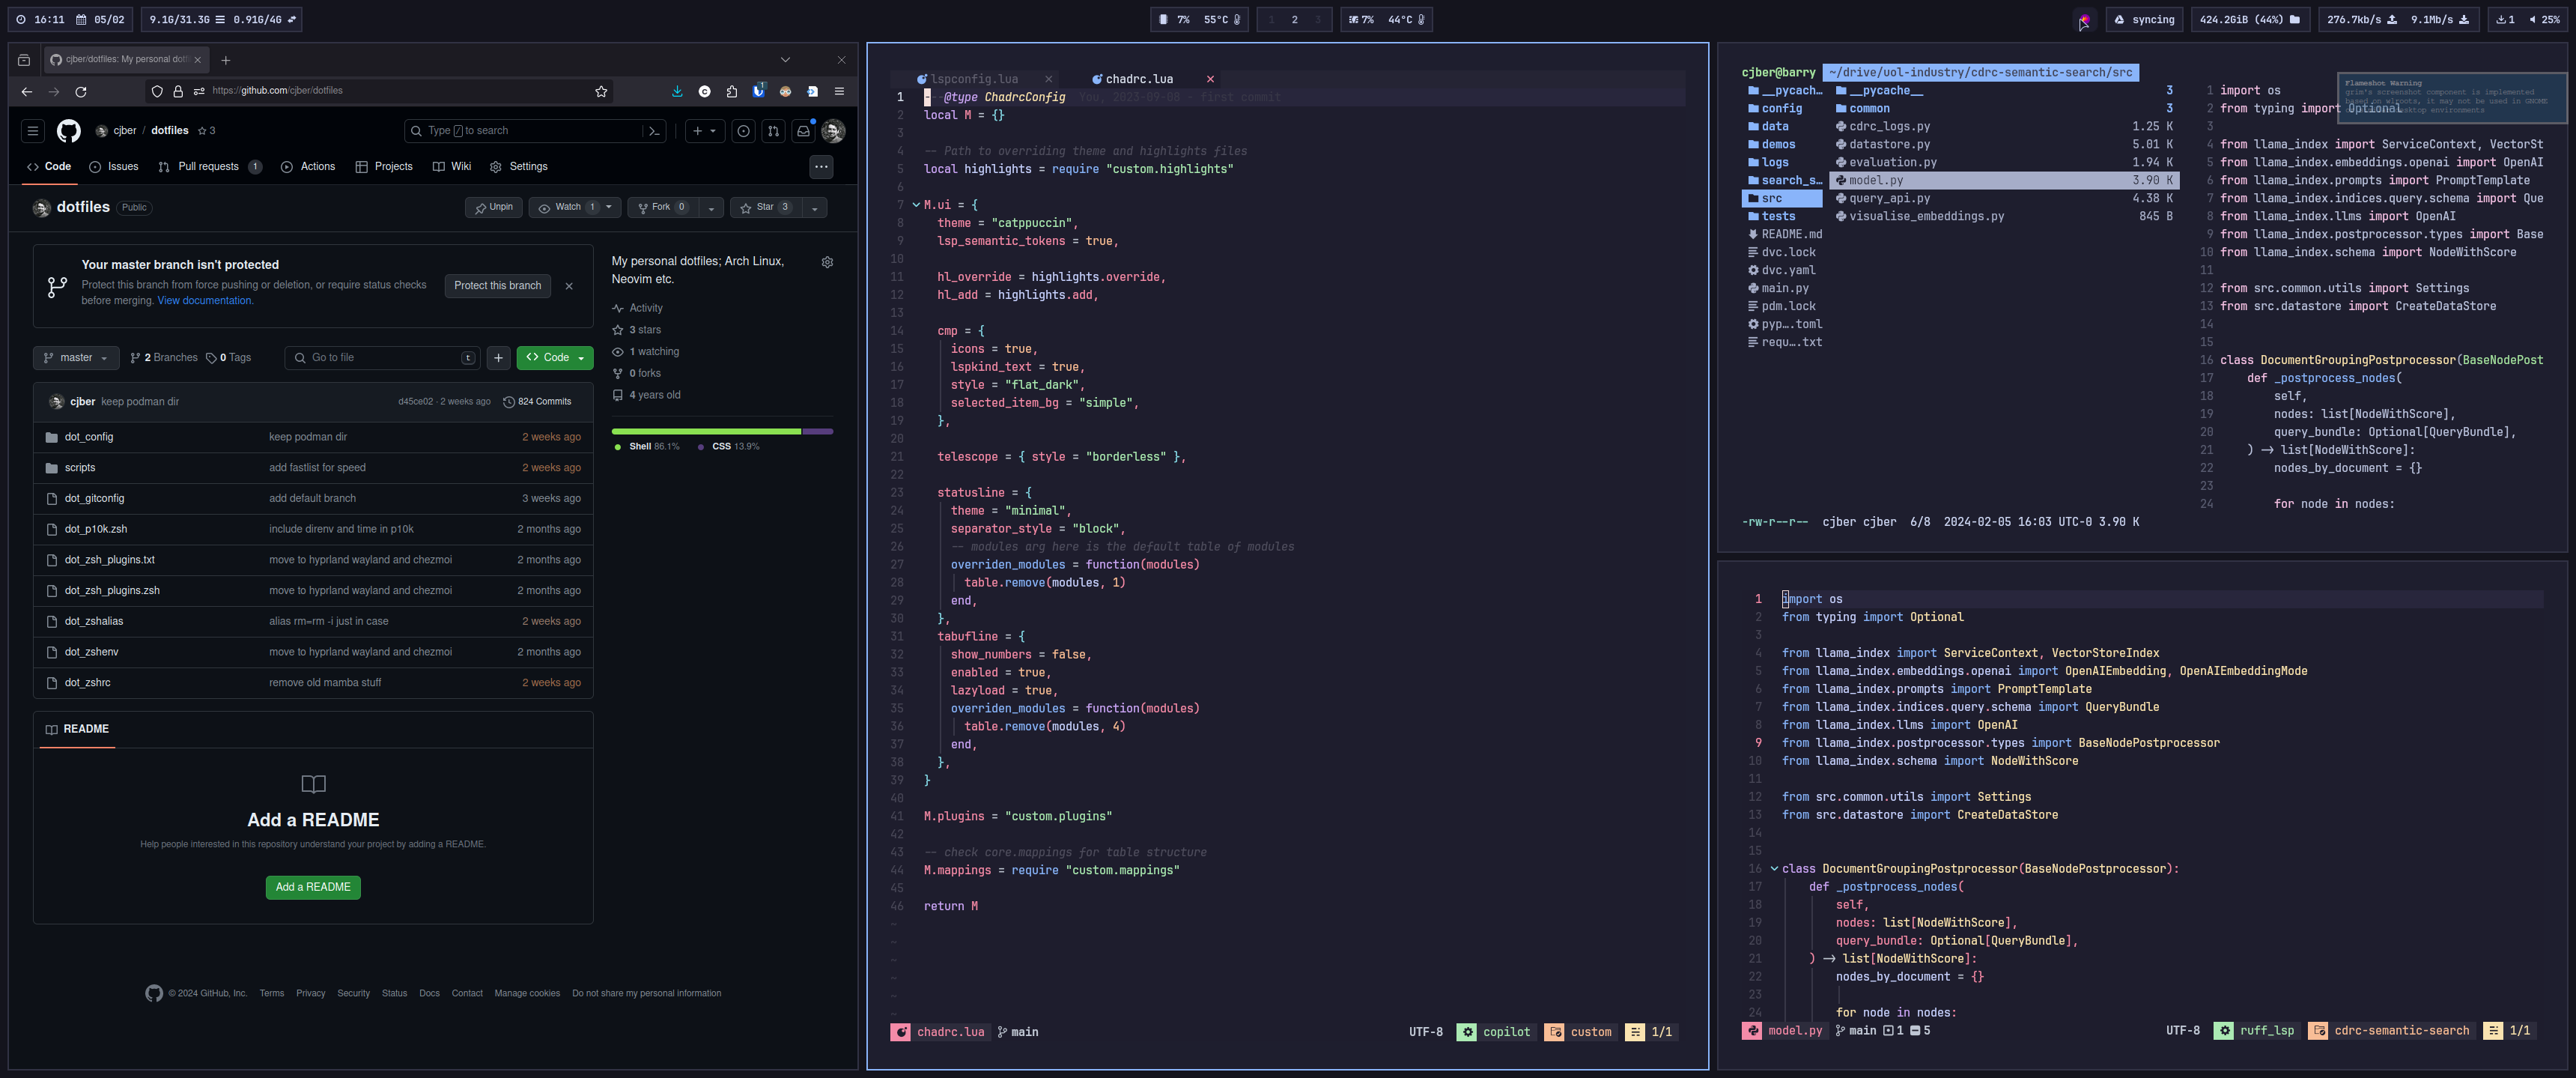 16:11 05/02
9.1G/31.3G 0.91G/4G
7% 55°C
1 2 3
7% 44°C
syncing
424.2GiB (44%)
276.7kb/s 9.1Mb/s
1 25%
cjber/dotfiles: My personal dotfi
https://github.com/cjber/dotfiles
1
cjber / dotfiles 3
Type / to search
Code
Issues
Pull requests 1
Actions
Projects
Wiki
Settings
dotfiles Public
Unpin
Watch 1
Fork 0
Star 3
Your master branch isn't protected
Protect this branch from force pushing or deletion, or require status checks
before merging. View documentation.
Protect this branch
master
2 Branches
0 Tags
Go to file t
Code
cjber keep podman dir d45ce02 · 2 weeks ago 824 Commits
dot_config keep podman dir 2 weeks ago
scripts add fastlist for speed 2 weeks ago
dot_gitconfig add default branch 3 weeks ago
dot_p10k.zsh include direnv and time in p10k 2 months ago
dot_zsh_plugins.txt move to hyprland wayland and chezmoi 2 months ago
dot_zsh_plugins.zsh move to hyprland wayland and chezmoi 2 months ago
dot_zshalias alias rm=rm -i just in case 2 weeks ago
dot_zshenv move to hyprland wayland and chezmoi 2 months ago
dot_zshrc remove old mamba stuff 2 weeks ago
README
Add a README
Help people interested in this repository understand your project by adding a README.
Add a README
My personal dotfiles; Arch Linux,
Neovim etc.
Activity
3 stars
1 watching
0 forks
4 years old
Shell 86.1% CSS 13.9%
© 2024 GitHub, Inc. Terms Privacy Security Status Docs Contact Manage cookies Do not share my personal information
lspconfig.lua
chadrc.lua
1 ---@type ChadrcConfig You, 2023-09-08 - first commit
2 local M = {}
3
4 -- Path to overriding theme and highlights files
5 local highlights = require "custom.highlights"
6
7 M.ui = {
8 theme = "catppuccin",
9 lsp_semantic_tokens = true,
10
11 hl_override = highlights.override,
12 hl_add = highlights.add,
13
14 cmp = {
15 icons = true,
16 lspkind_text = true,
17 style = "flat_dark",
18 selected_item_bg = "simple",
19 },
20
21 telescope = { style = "borderless" },
22
23 statusline = {
24 theme = "minimal",
25 separator_style = "block",
26 -- modules arg here is the default table of modules
27 overriden_modules = function(modules)
28 table.remove(modules, 1)
29 end,
30 },
31 tabufline = {
32 show_numbers = false,
33 enabled = true,
34 lazyload = true,
35 overriden_modules = function(modules)
36 table.remove(modules, 4)
37 end,
38 },
39 }
40
41 M.plugins = "custom.plugins"
42
43 -- check core.mappings for table structure
44 M.mappings = require "custom.mappings"
45
46 return M
chadrc.lua main UTF-8 copilot custom 1/1
cjber@barry ~/drive/uol-industry/cdrc-semantic-search/src
__pycach…
config
data
demos
logs
search_s…
src
tests
README.md
dvc.lock
dvc.yaml
main.py
pdm.lock
pyp….toml
requ….txt
__pycache__ 3
common 3
cdrc_logs.py 1.25 K
datastore.py 5.01 K
evaluation.py 1.94 K
model.py 3.90 K
query_api.py 4.38 K
visualise_embeddings.py 845 B
Flameshot Warning
grim's screenshot component is implemented
based on wlroots, it may not be used in GNOME
desktop environments
1 import os
2 from typing import Optional
3
4 from llama_index import ServiceContext, VectorSt
5 from llama_index.embeddings.openai import OpenAI
6 from llama_index.prompts import PromptTemplate
7 from llama_index.indices.query.schema import Que
8 from llama_index.llms import OpenAI
9 from llama_index.postprocessor.types import Base
10 from llama_index.schema import NodeWithScore
11
12 from src.common.utils import Settings
13 from src.datastore import CreateDataStore
14
15
16 class DocumentGroupingPostprocessor(BaseNodePost
17 def _postprocess_nodes(
18 self,
19 nodes: list[NodeWithScore],
20 query_bundle: Optional[QueryBundle],
21 ) -> list[NodeWithScore]:
22 nodes_by_document = {}
23
24 for node in nodes:
-rw-r--r-- cjber cjber 6/8 2024-02-05 16:03 UTC-0 3.90 K
1 import os
2 from typing import Optional
3
4 from llama_index import ServiceContext, VectorStoreIndex
5 from llama_index.embeddings.openai import OpenAIEmbedding, OpenAIEmbeddingMode
6 from llama_index.prompts import PromptTemplate
7 from llama_index.indices.query.schema import QueryBundle
8 from llama_index.llms import OpenAI
9 from llama_index.postprocessor.types import BaseNodePostprocessor
10 from llama_index.schema import NodeWithScore
11
12 from src.common.utils import Settings
13 from src.datastore import CreateDataStore
14
15
16 class DocumentGroupingPostprocessor(BaseNodePostprocessor):
17 def _postprocess_nodes(
18 self,
19 nodes: list[NodeWithScore],
20 query_bundle: Optional[QueryBundle],
21 ) -> list[NodeWithScore]:
22 nodes_by_document = {}
23
24 for node in nodes:
model.py main 1 5 UTF-8 ruff_lsp cdrc-semantic-search 1/1